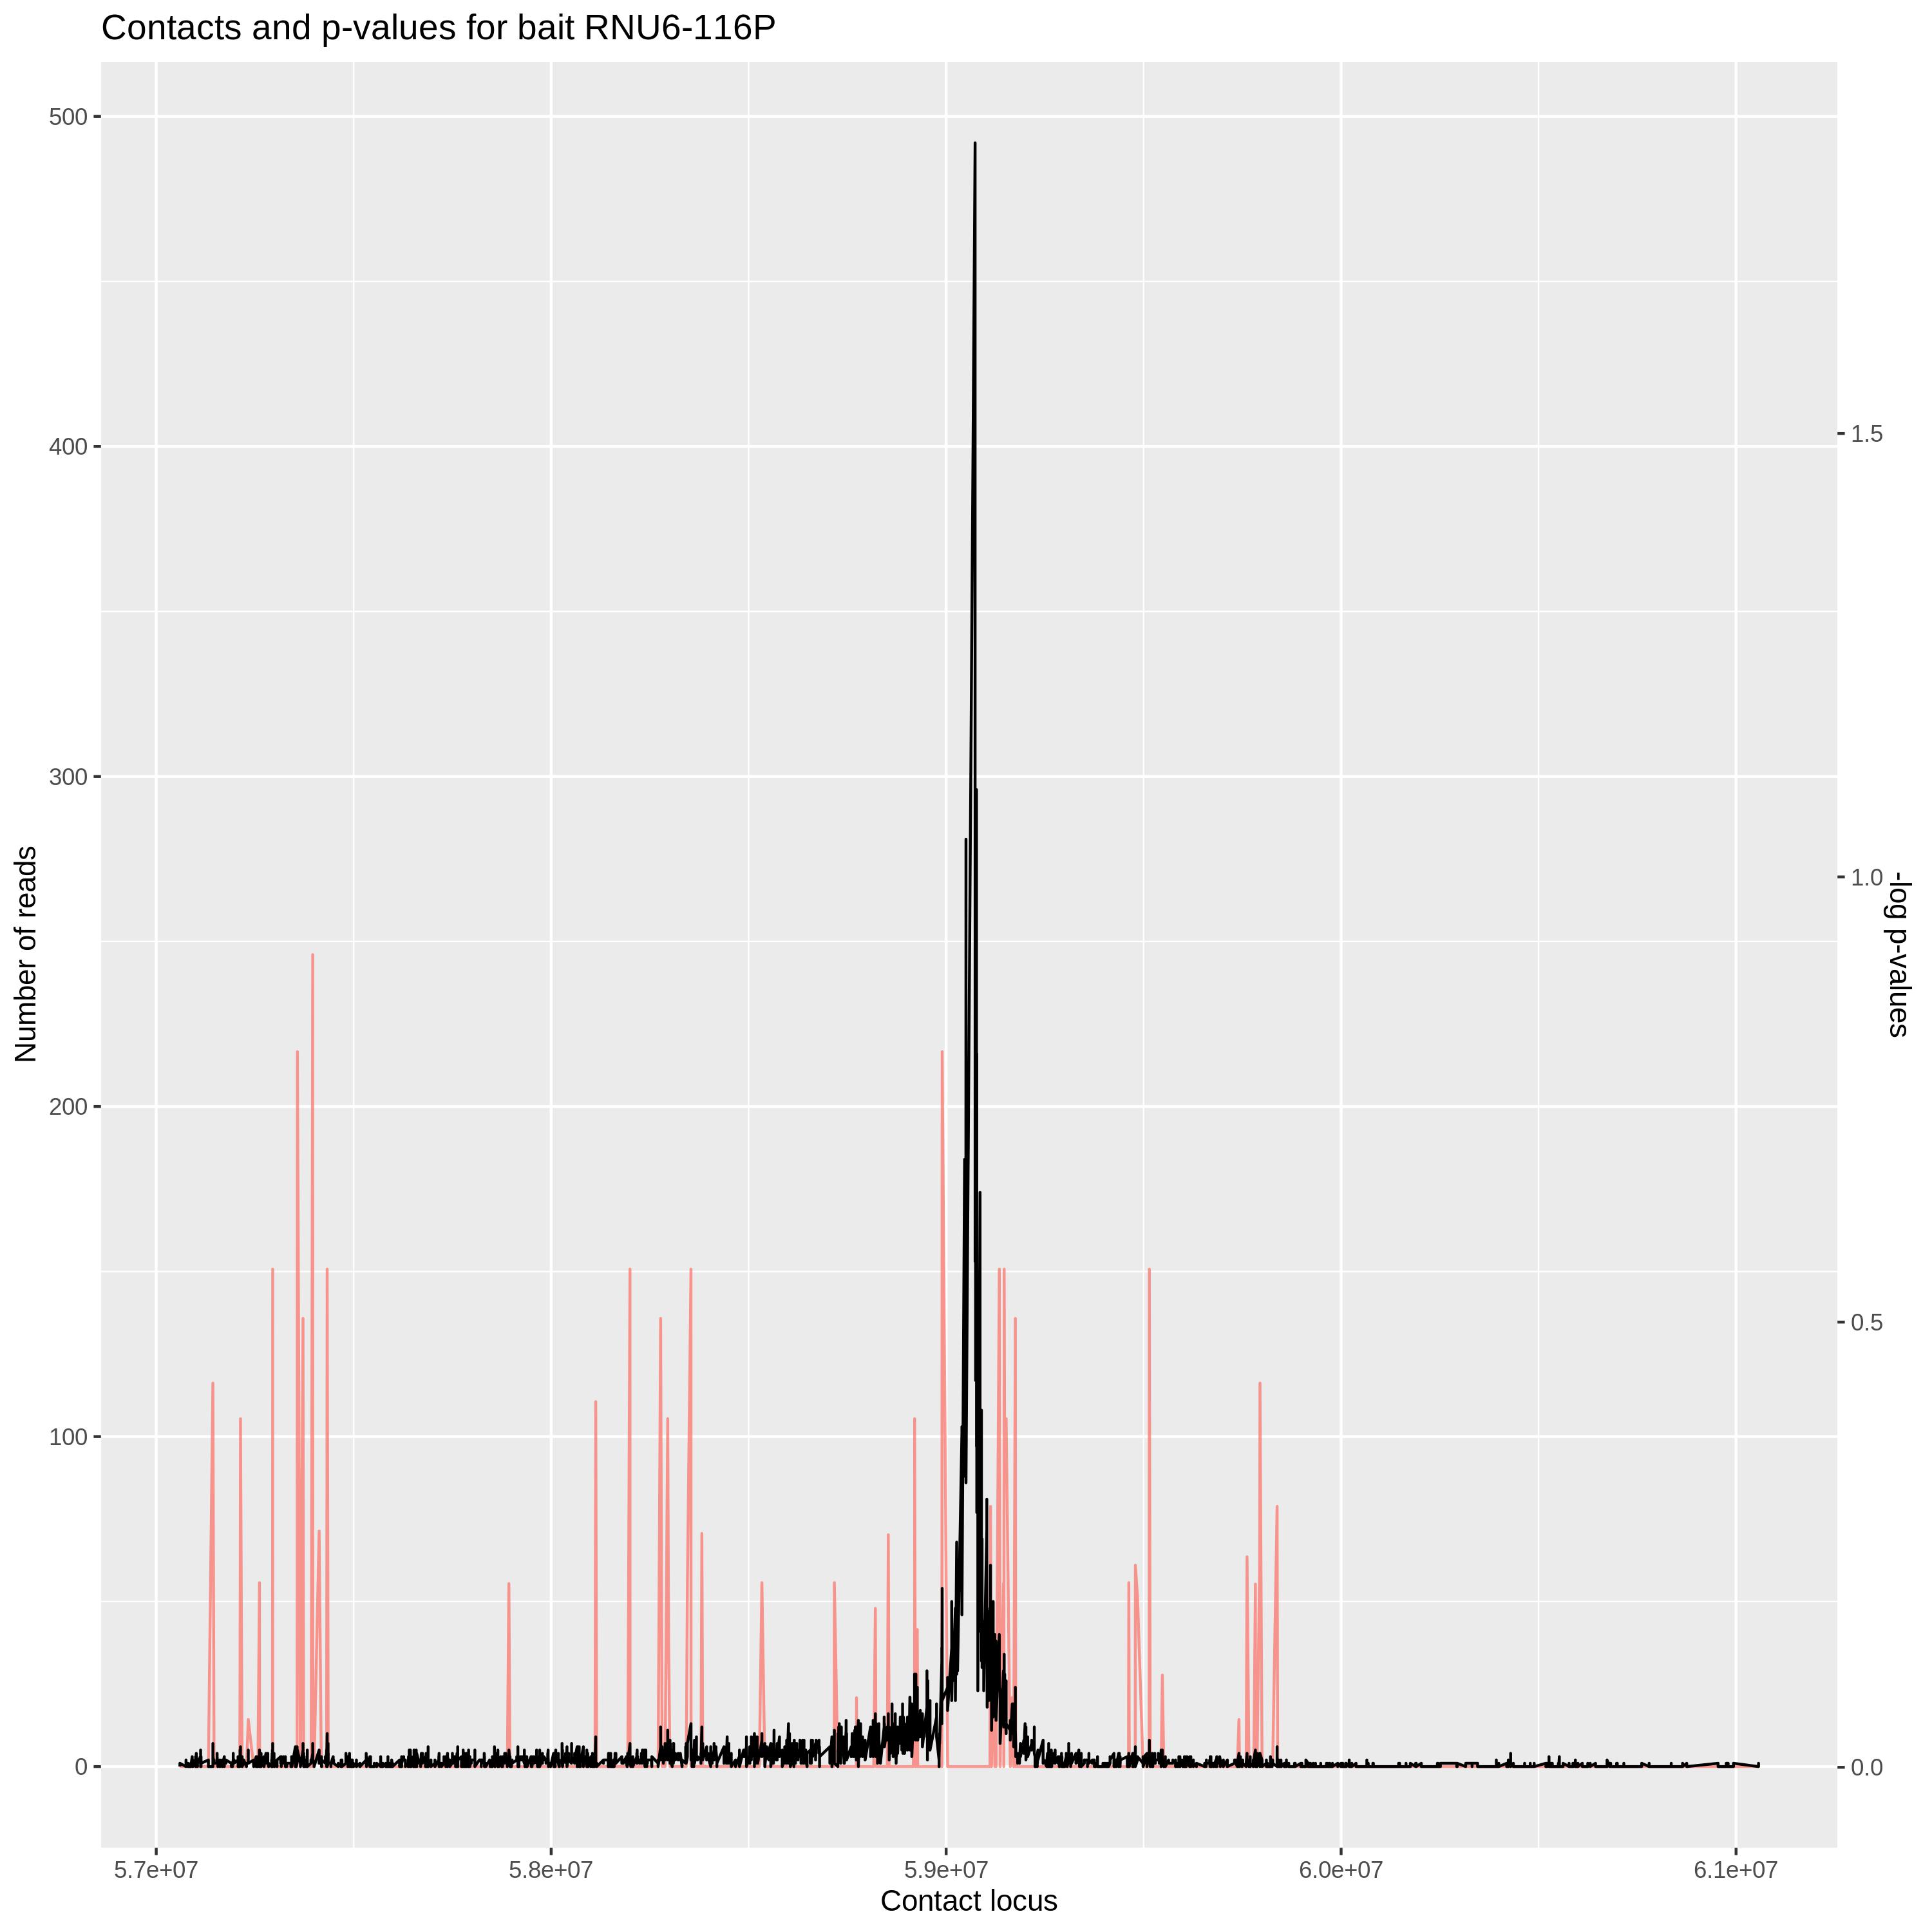 Contacts and p-values for bait RNU6-116P
500
400
300
200
100
0
Number of reads
1.5
1.0
0.5
0.0
-log p-values
5.7e+07
5.8e+07
5.9e+07
6.0e+07
6.1e+07
Contact locus